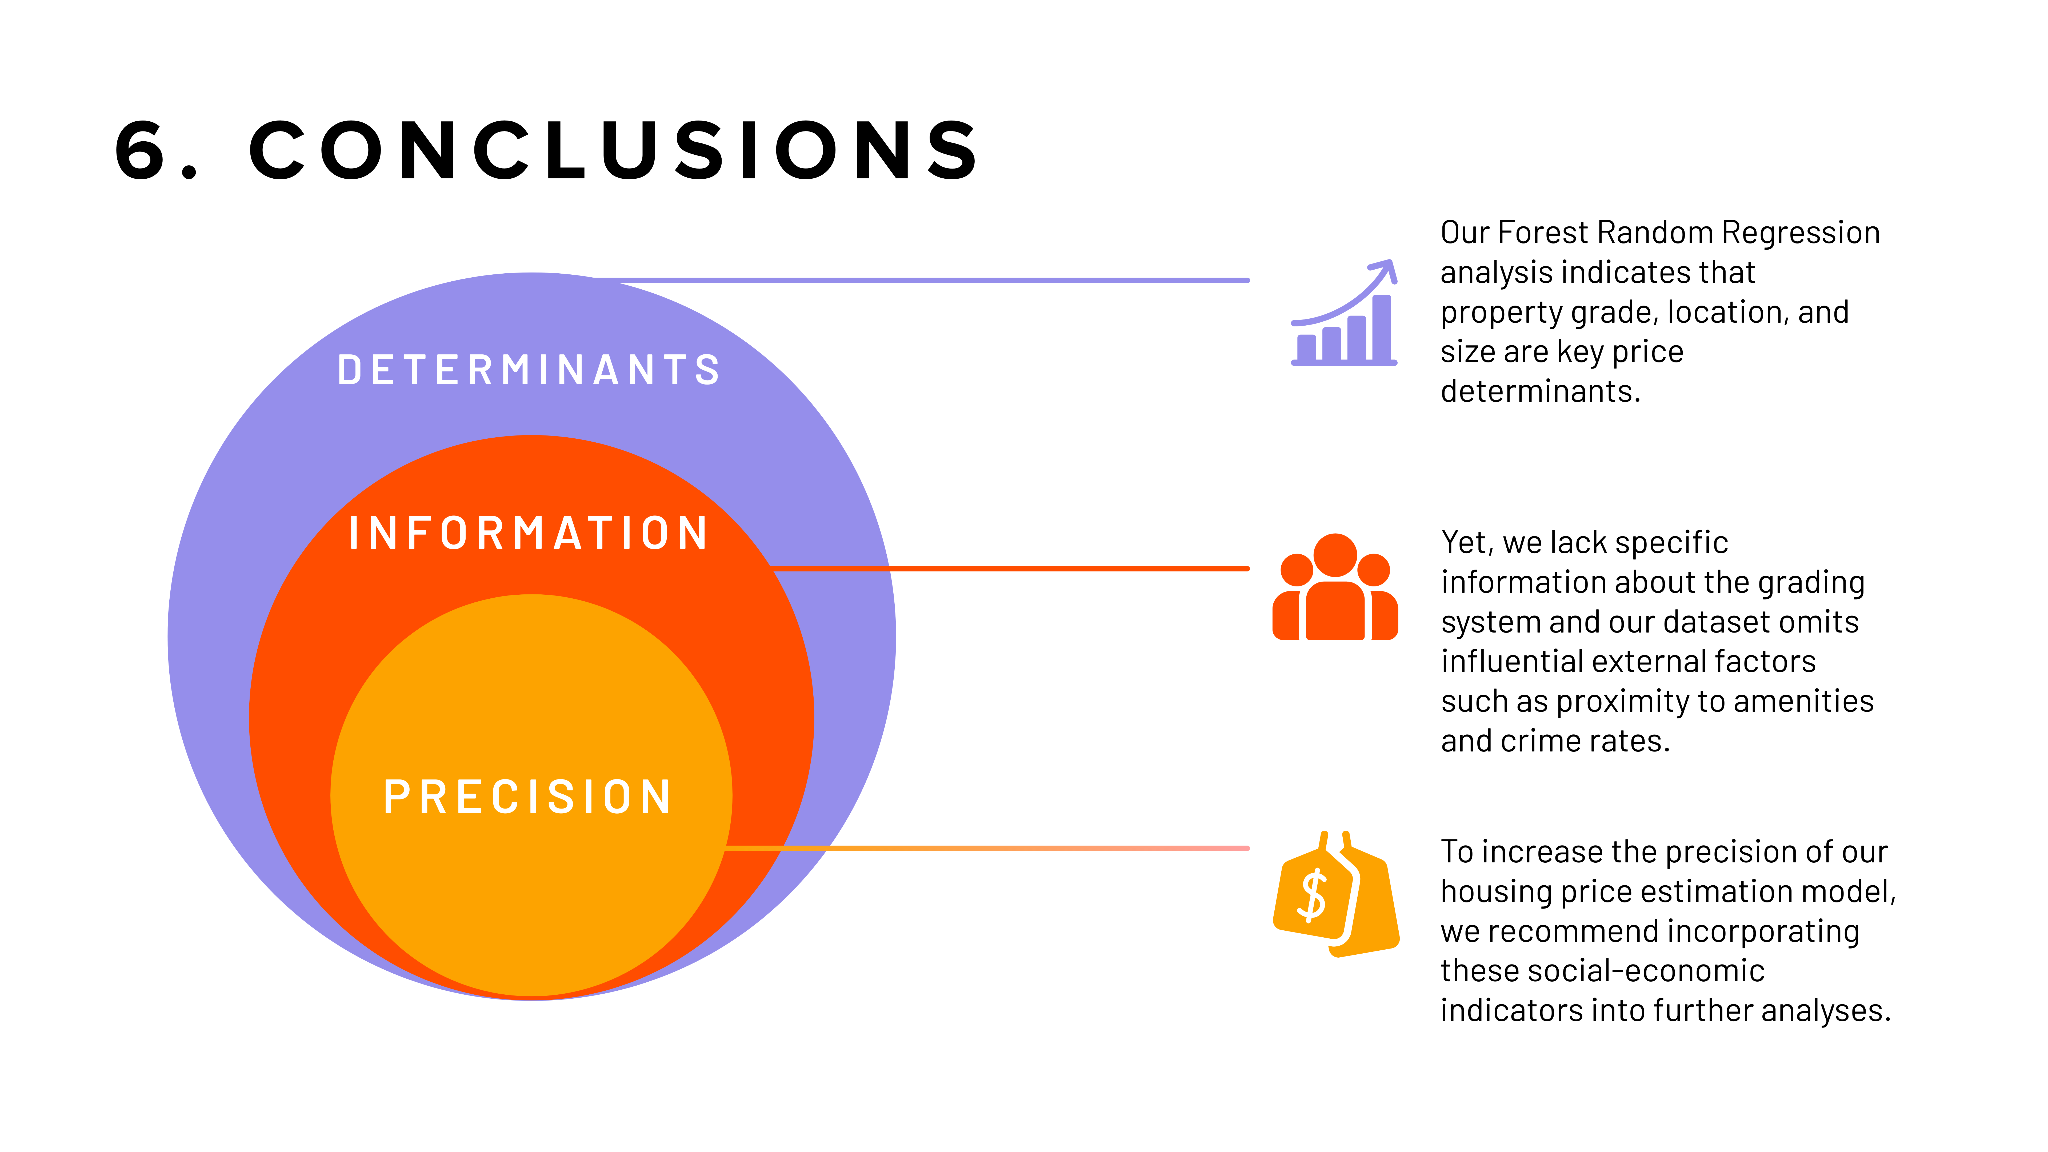 6. CONCLUSIONS
DETERMINANTS
INFORMATION
PRECISION
Our Forest Random Regression
analysis indicates that
property grade, location, and
size are key price
determinants.
Yet, we lack specific
information about the grading
system and our dataset omits
influential external factors
such as proximity to amenities
and crime rates.
$
To increase the precision of our
housing price estimation model,
we recommend incorporating
these social-economic
indicators into further analyses.